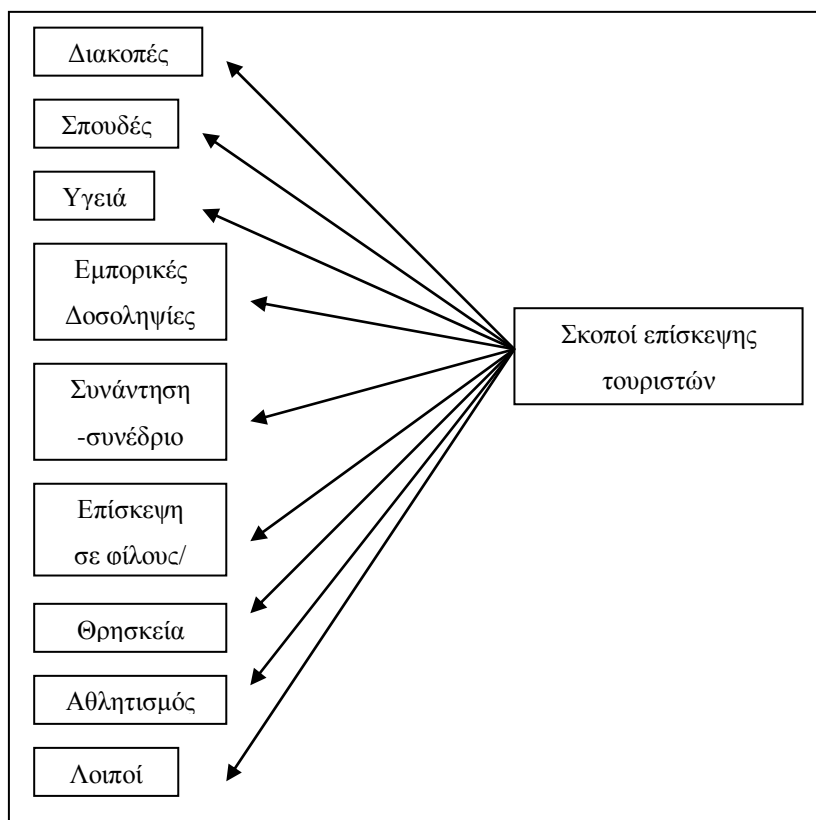 Διακοπές
Σπουδές
Υγειά
Εμπορικές
Δοσοληψίες
Συνάντηση
-συνέδριο
Επίσκεψη
σε φίλους/
Θρησκεία
Αθλητισμός
Λοιποί
Σκοποί επίσκεψης
τουριστών